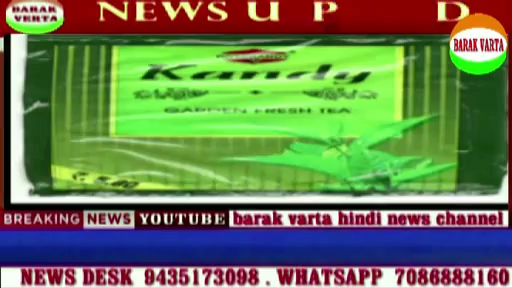 BARAK VARTA
NEWS U P D
BARAK VARTA
Kandy
GARDEN FRESH TEA
BREAKING NEWS YOUTUBE barak varta hindi news channel
NEWS DESK 9435173098 . WHATSAPP 7086888160